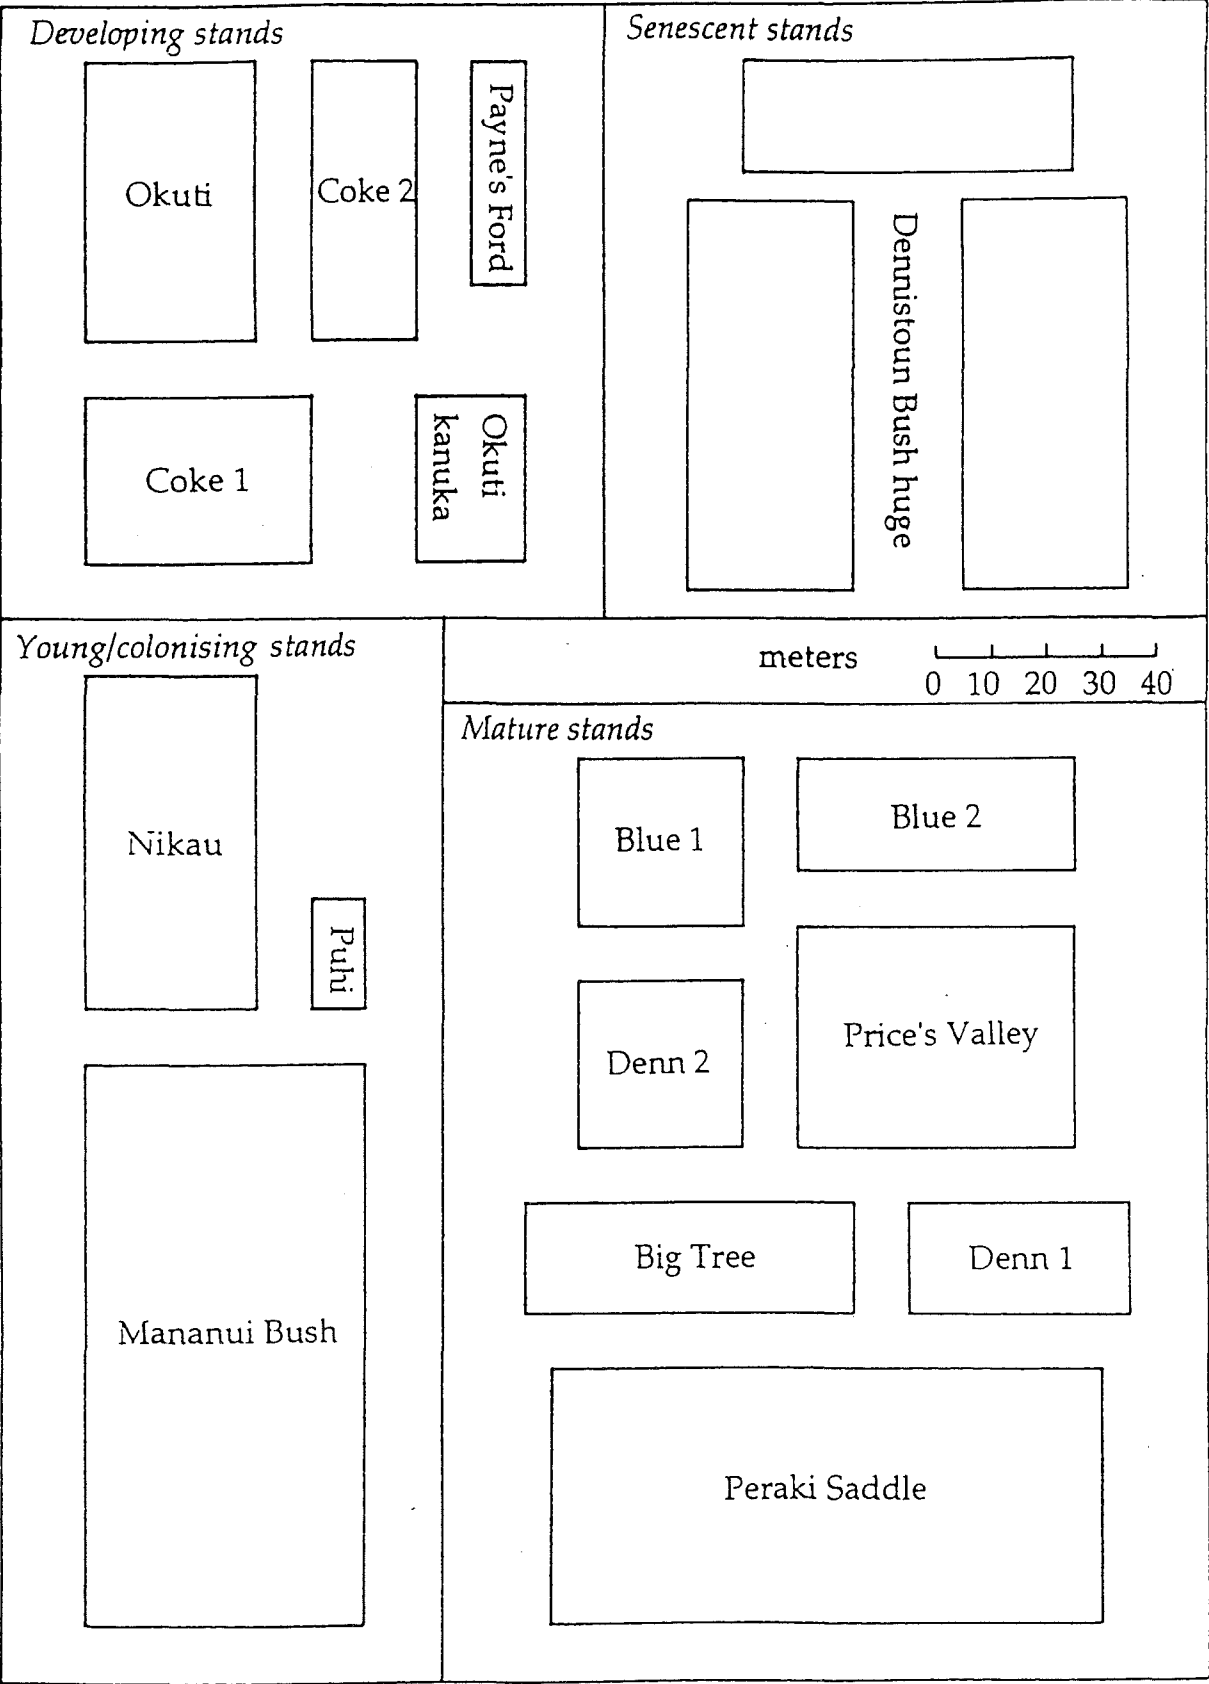 Developing stands
Okuti
Coke 2
Payne's Ford
Coke 1
Okuti
kanuka
Senescent stands
Dennistoun Bush huge
Young/colonising stands
Nikau
Puhi
Mananui Bush
meters
0 10 20 30 40
Mature stands
Blue 1
Blue 2
Denn 2
Price's Valley
Big Tree
Denn 1
Peraki Saddle